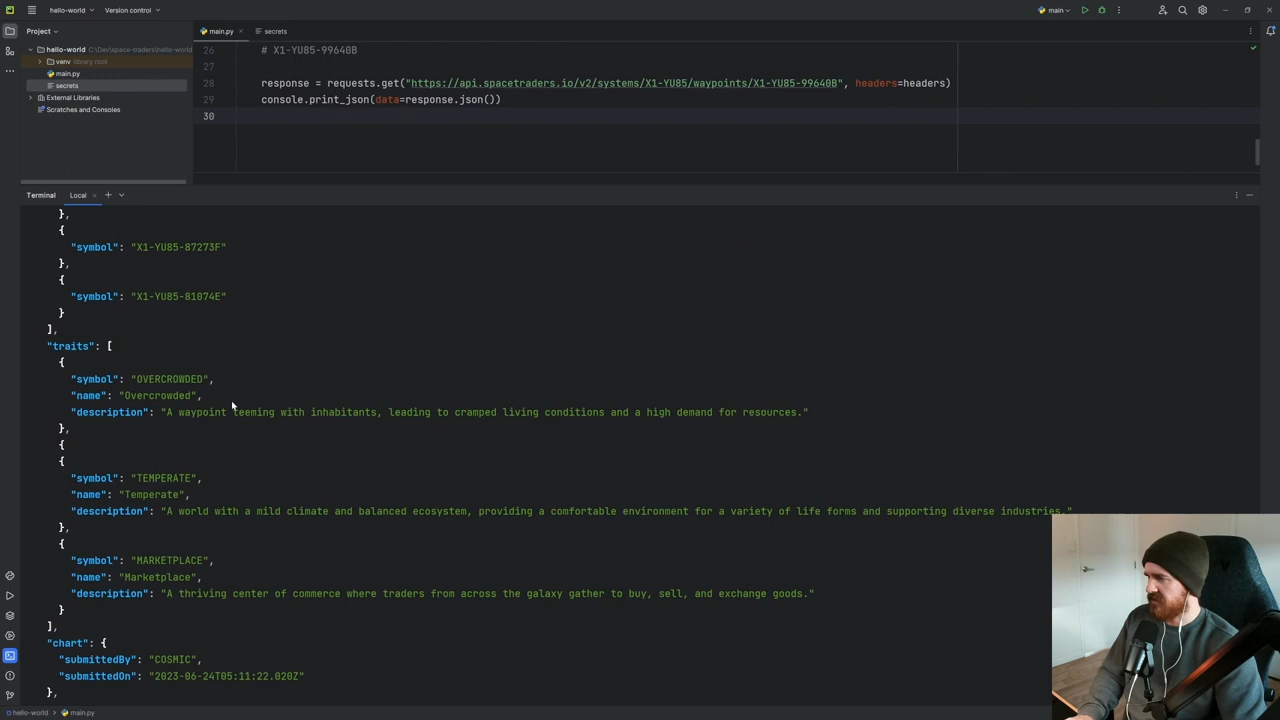 hello-world
Version control
main
Project
main.py
secrets
hello-world C:\Dev\space-traders\hello-world
venv library root
main.py
secrets
External Libraries
Scratches and Consoles
26 # X1-YU85-99640B
27
28 response = requests.get("https://api.spacetraders.io/v2/systems/X1-YU85/waypoints/X1-YU85-99640B", headers=headers)
29 console.print_json(data=response.json())
30
Terminal
Local
},
{
"symbol": "X1-YU85-87273F"
},
{
"symbol": "X1-YU85-81074E"
}
],
"traits": [
{
"symbol": "OVERCROWDED",
"name": "Overcrowded",
"description": "A waypoint teeming with inhabitants, leading to cramped living conditions and a high demand for resources."
},
{
{
"symbol": "TEMPERATE",
"name": "Temperate",
"description": "A world with a mild climate and balanced ecosystem, providing a comfortable environment for a variety of life forms and supporting diverse industries."
},
{
"symbol": "MARKETPLACE",
"name": "Marketplace",
"description": "A thriving center of commerce where traders from across the galaxy gather to buy, sell, and exchange goods."
}
],
"chart": {
"submittedBy": "COSMIC",
"submittedOn": "2023-06-24T05:11:22.020Z"
},
hello-world > main.py